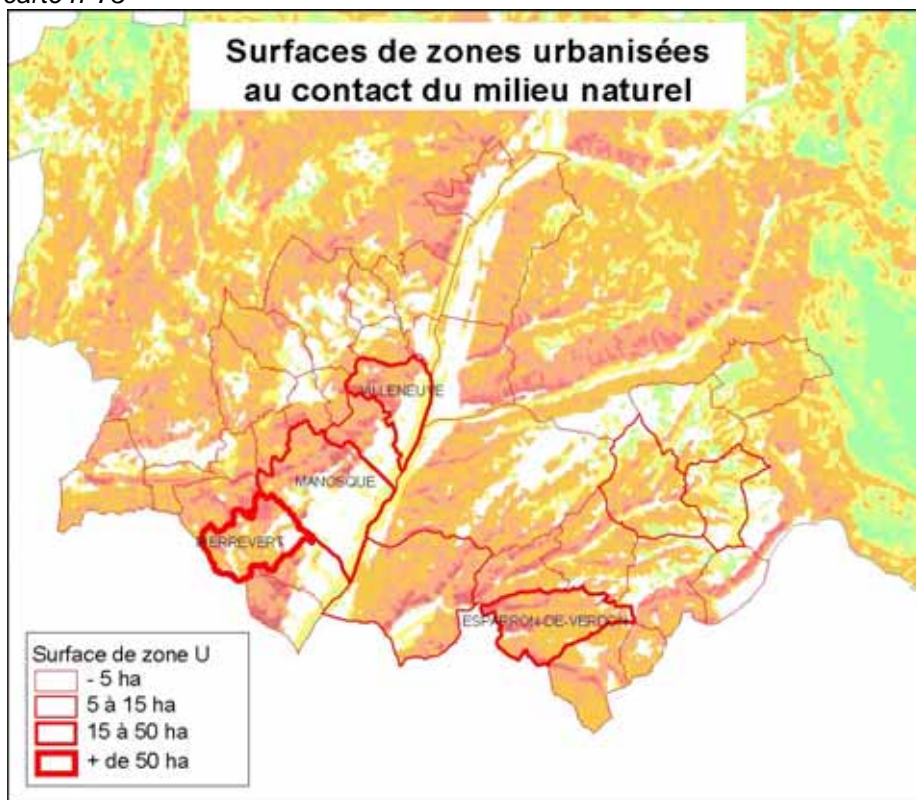 Surfaces de zones urbanisées
au contact du milieu naturel
VILLENEUVE
MANOSQUE
PIERREVERT
ESPARRON-DE-VERDON
Surface de zone U
- 5 ha
5 à 15 ha
15 à 50 ha
+ de 50 ha